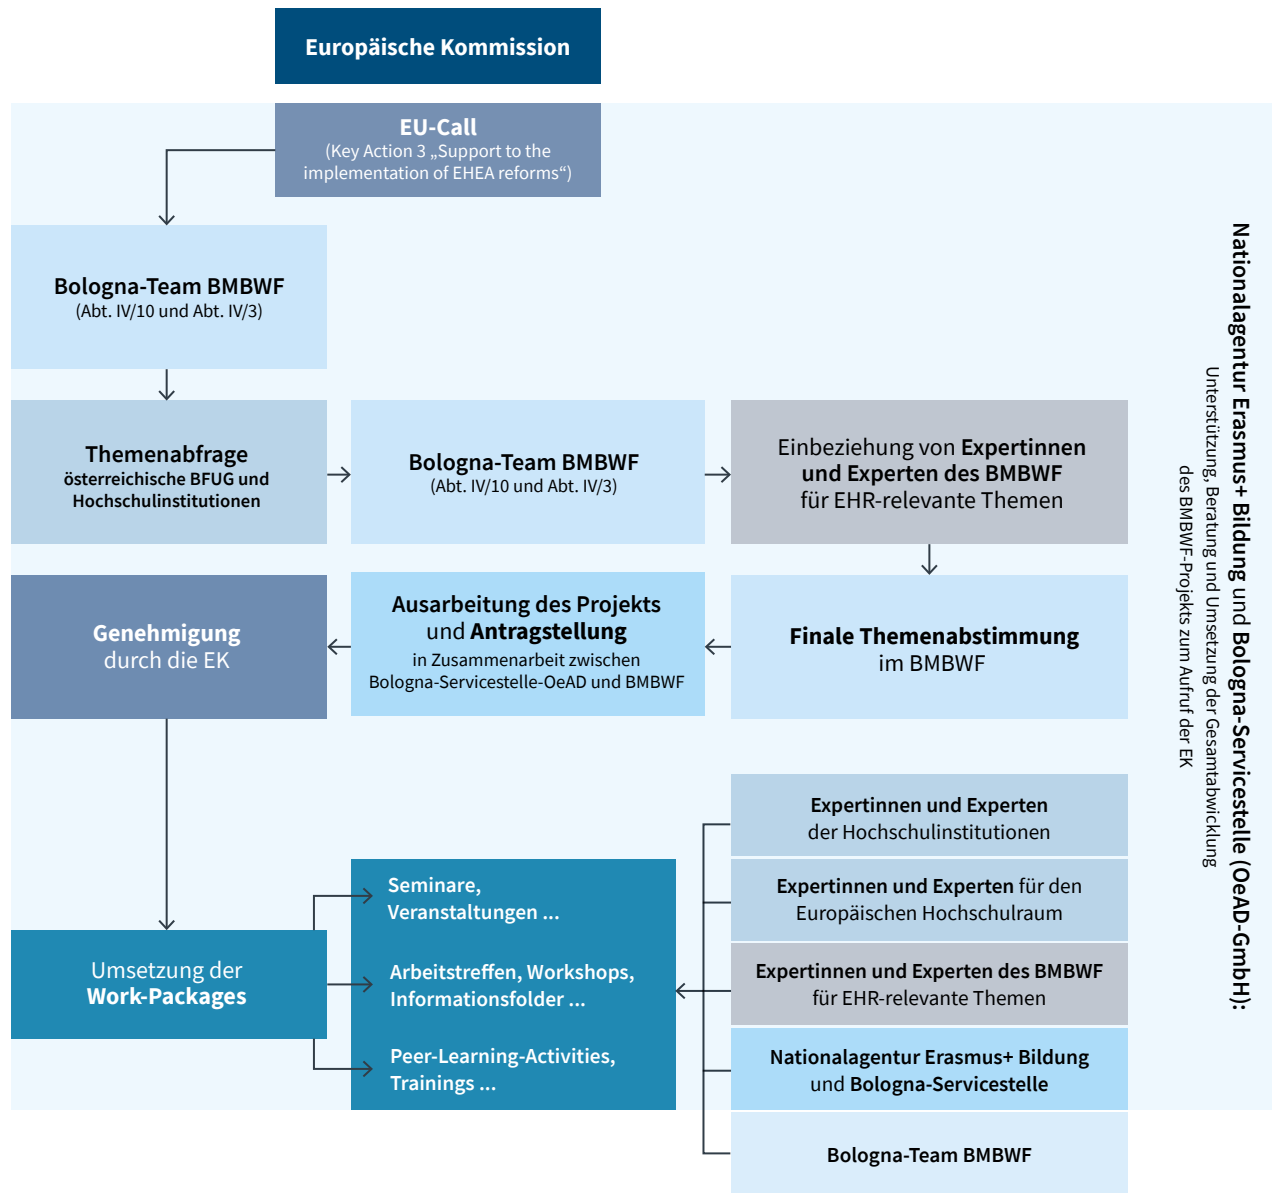 Europäische Kommission
EU-Call
(Key Action 3 „Support to the
implementation of EHEA reforms“)
Bologna-Team BMBWF
(Abt. IV/10 und Abt. IV/3)
Themenabfrage
österreichische BFUG und
Hochschulinstitutionen
Bologna-Team BMBWF
(Abt. IV/10 und Abt. IV/3)
Einbeziehung von Expertinnen
und Experten des BMBWF
für EHR-relevante Themen
Finale Themenabstimmung
im BMBWF
Ausarbeitung des Projekts
und Antragstellung
in Zusammenarbeit zwischen
Bologna-Servicestelle-OeAD und BMBWF
Genehmigung
durch die EK
Umsetzung der
Work-Packages
Seminare,
Veranstaltungen ...
Arbeitstreffen, Workshops,
Informationsfolder ...
Peer-Learning-Activities,
Trainings ...
Expertinnen und Experten
der Hochschulinstitutionen
Expertinnen und Experten für den
Europäischen Hochschulraum
Expertinnen und Experten des BMBWF
für EHR-relevante Themen
Nationalagentur Erasmus+ Bildung
und Bologna-Servicestelle
Bologna-Team BMBWF
Nationalagentur Erasmus+ Bildung und Bologna-Servicestelle (OeAD-GmbH):
Unterstützung, Beratung und Umsetzung der Gesamtabwicklung
des BMBWF-Projekts zum Aufruf der EK